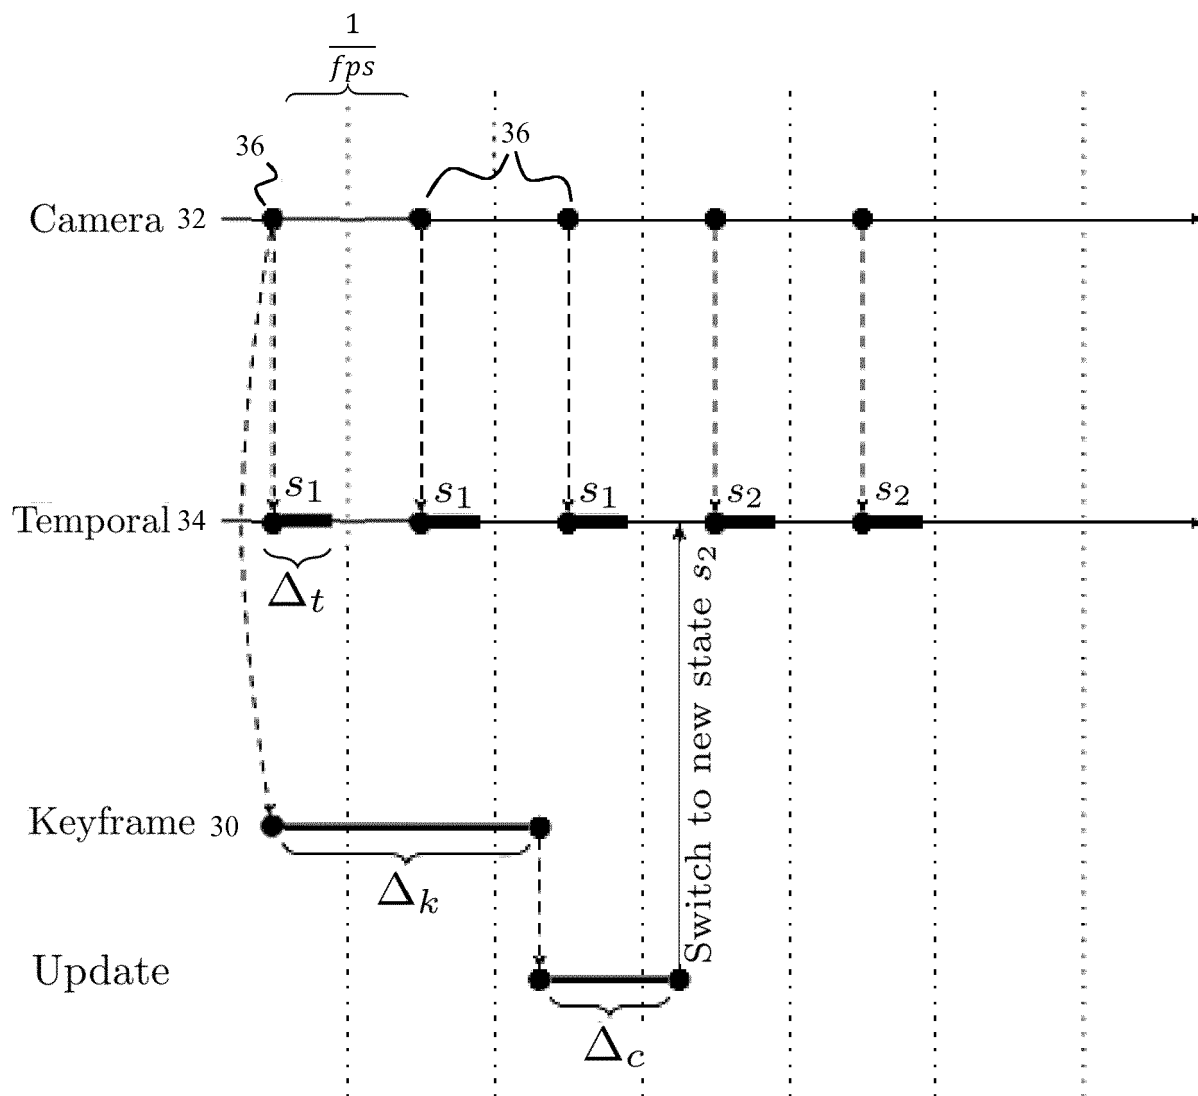 1
fps
36
36
Camera 32
s₁ s₁ s₁ s₂ s₂
Temporal 34
Δₜ
Switch to new state s₂
Keyframe 30
Δₖ
Update
Δ꜀